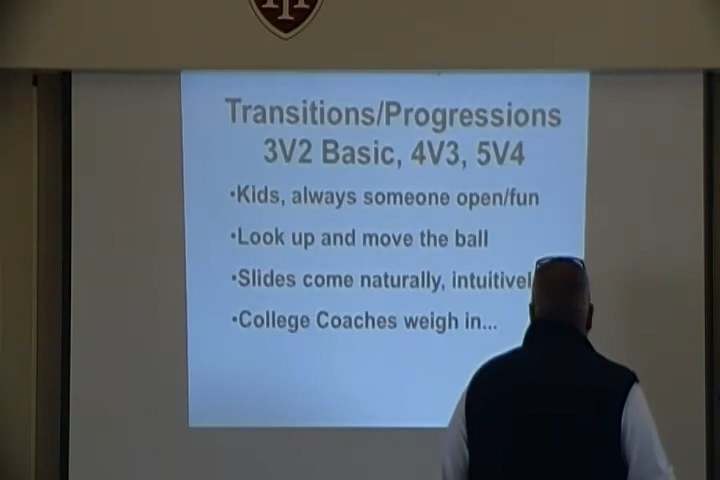 Transitions/Progressions
3V2 Basic, 4V3, 5V4
•Kids, always someone open/fun
•Look up and move the ball
•Slides come naturally, intuitivel
•College Coaches weigh in...